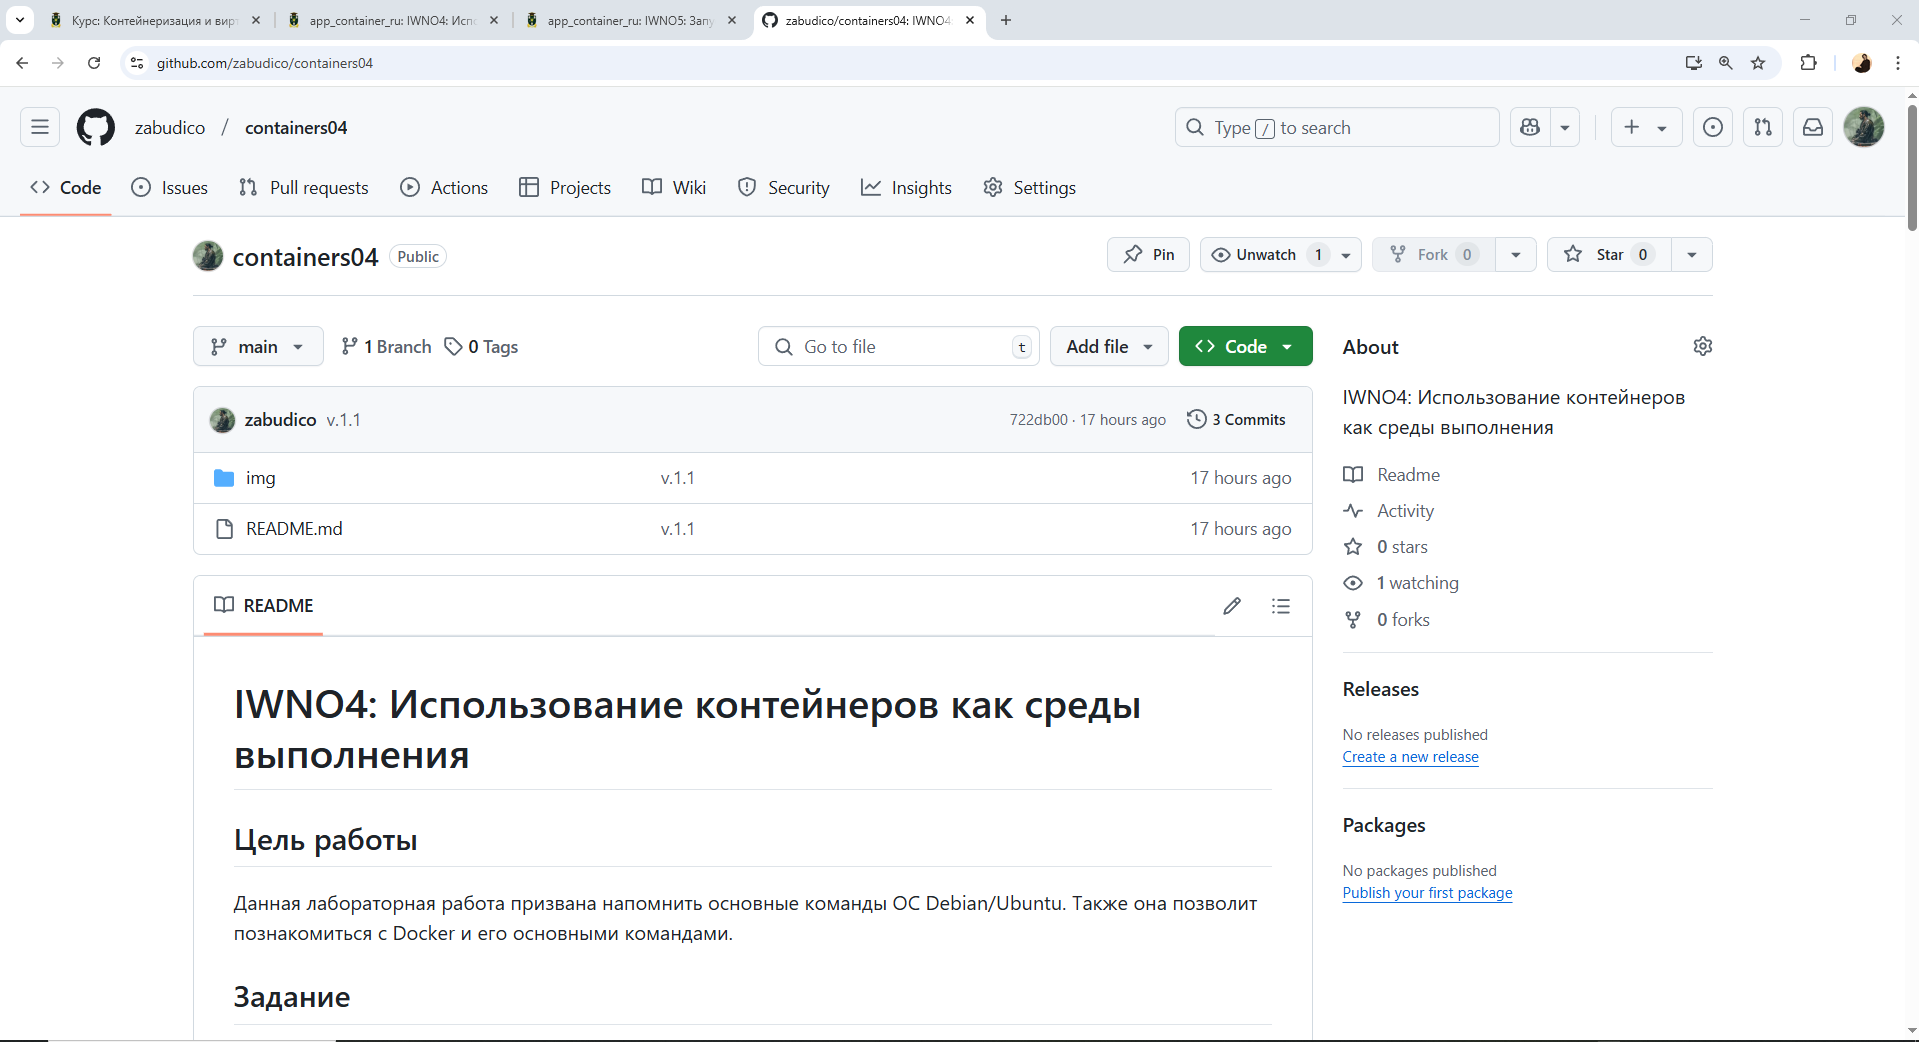 Курс: Контейнеризация и вирт
app_container_ru: IWNO4: Испо
app_container_ru: IWNO5: Запу
zabudico/containers04: IWNO4:
github.com/zabudico/containers04
zabudico / containers04
Type / to search
Code
Issues
Pull requests
Actions
Projects
Wiki
Security
Insights
Settings
containers04 Public
Pin
Unwatch 1
Fork 0
Star 0
main
1 Branch
0 Tags
Go to file t
Add file
Code
zabudico v.1.1
722db00 · 17 hours ago
3 Commits
img v.1.1 17 hours ago
README.md v.1.1 17 hours ago
README
IWNO4: Использование контейнеров как среды
выполнения
Цель работы
Данная лабораторная работа призвана напомнить основные команды ОС Debian/Ubuntu. Также она позволит
познакомиться с Docker и его основными командами.
Задание
About
IWNO4: Использование контейнеров
как среды выполнения
Readme
Activity
0 stars
1 watching
0 forks
Releases
No releases published
Create a new release
Packages
No packages published
Publish your first package